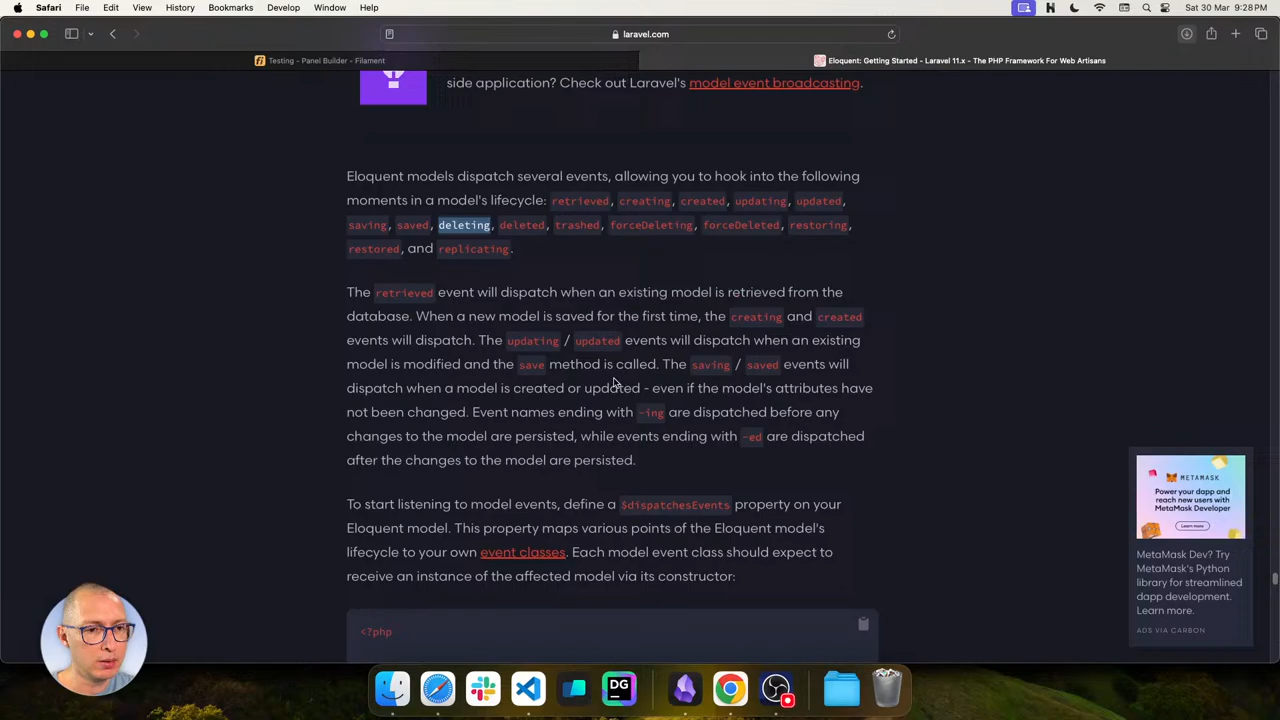 Safari File Edit View History Bookmarks Develop Window Help
Sat 30 Mar 9:28 PM
laravel.com
Testing - Panel Builder - Filament
Eloquent: Getting Started - Laravel 11.x - The PHP Framework For Web Artisans
side application? Check out Laravel's model event broadcasting.
Eloquent models dispatch several events, allowing you to hook into the following
moments in a model's lifecycle: retrieved, creating, created, updating, updated,
saving, saved, deleting, deleted, trashed, forceDeleting, forceDeleted, restoring,
restored, and replicating.
The retrieved event will dispatch when an existing model is retrieved from the
database. When a new model is saved for the first time, the creating and created
events will dispatch. The updating / updated events will dispatch when an existing
model is modified and the save method is called. The saving / saved events will
dispatch when a model is created or updated - even if the model's attributes have
not been changed. Event names ending with -ing are dispatched before any
changes to the model are persisted, while events ending with -ed are dispatched
after the changes to the model are persisted.
To start listening to model events, define a $dispatchesEvents property on your
Eloquent model. This property maps various points of the Eloquent model's
lifecycle to your own event classes. Each model event class should expect to
receive an instance of the affected model via its constructor:
<?php
METAMASK
Power your dapp and
reach new users with
MetaMask Developer
Learn more
MetaMask Dev? Try
MetaMask's Python
library for streamlined
dapp development.
Learn more.
ADS VIA CARBON
DG